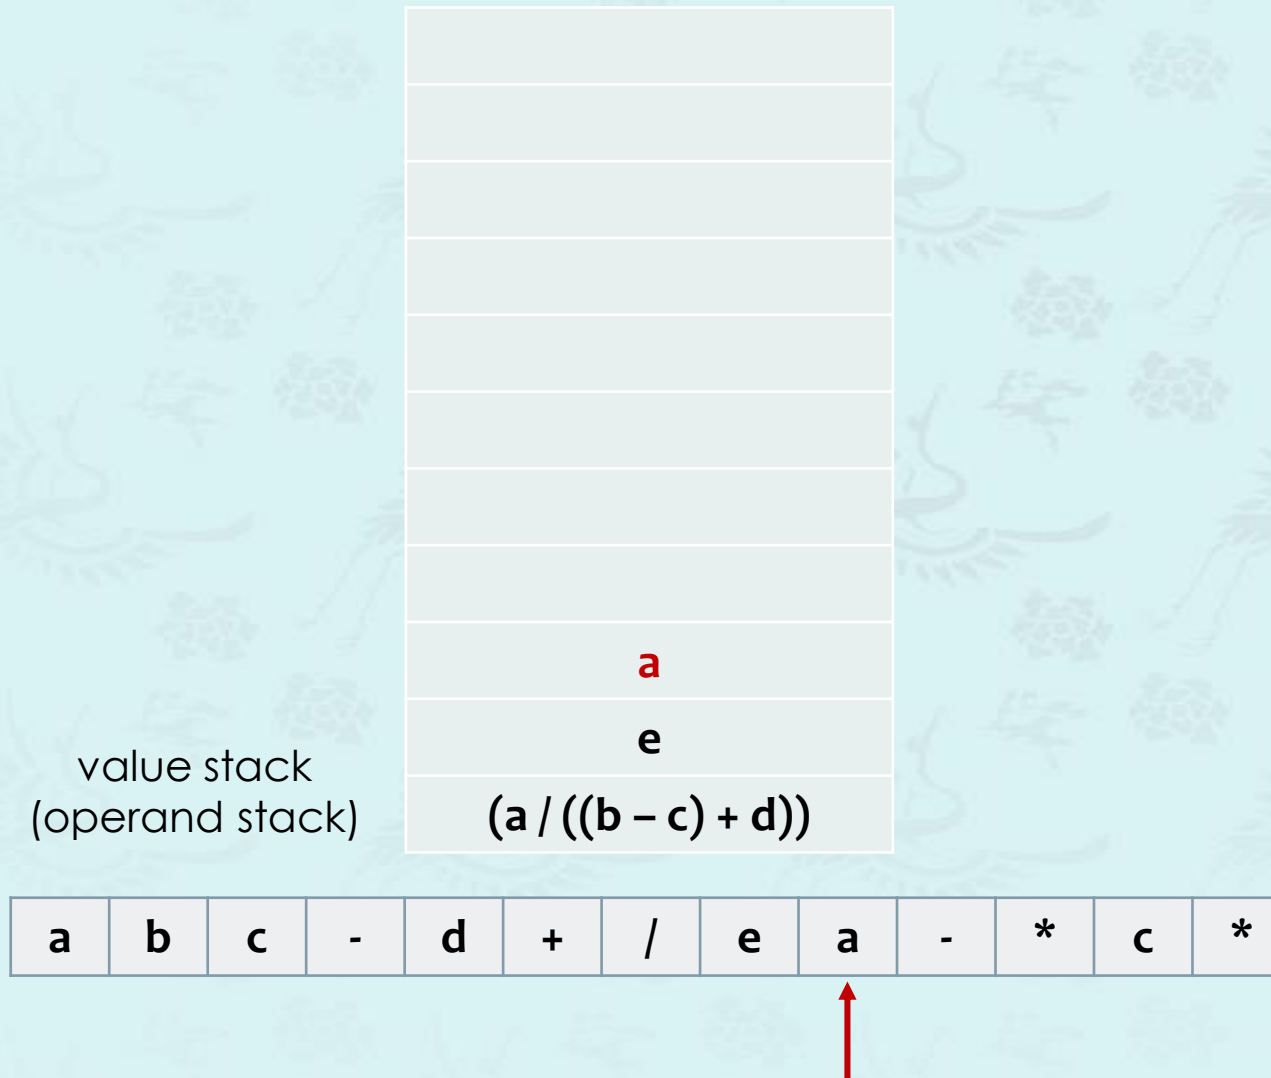 a
e
value stack
(operand stack)
(a / ((b – c) + d))
a b c - d + / e a - * c *